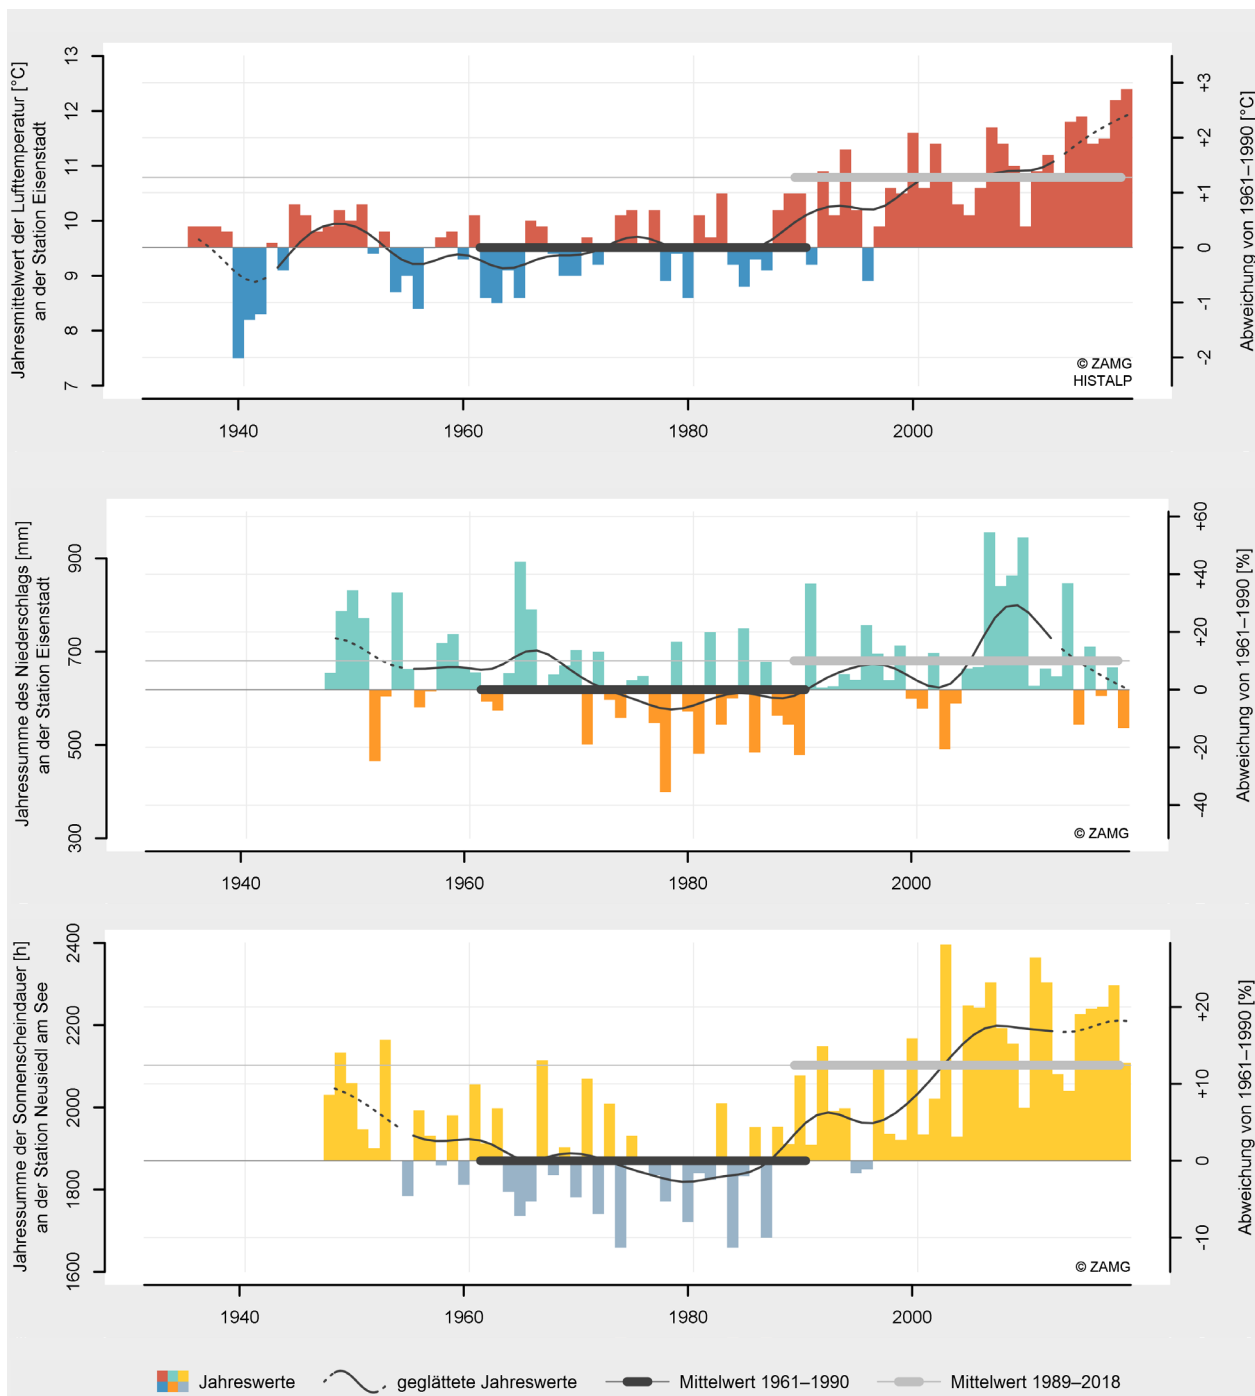 Jahresmittelwert der Lufttemperatur [°C]
an der Station Eisenstadt
13
12
11
10
9
8
7
+3
+2
+1
0
-1
-2
Abweichung von 1961–1990 [°C]
© ZAMG
HISTALP
1940
1960
1980
2000
Jahressumme des Niederschlags [mm]
an der Station Eisenstadt
900
700
500
300
+60
+40
+20
0
-20
-40
Abweichung von 1961–1990 [%]
© ZAMG
1940
1960
1980
2000
Jahressumme der Sonnenscheindauer [h]
an der Station Neusiedl am See
2400
2200
2000
1800
1600
+20
+10
0
-10
Abweichung von 1961–1990 [%]
© ZAMG
1940
1960
1980
2000
Jahreswerte
geglättete Jahreswerte
Mittelwert 1961–1990
Mittelwert 1989–2018